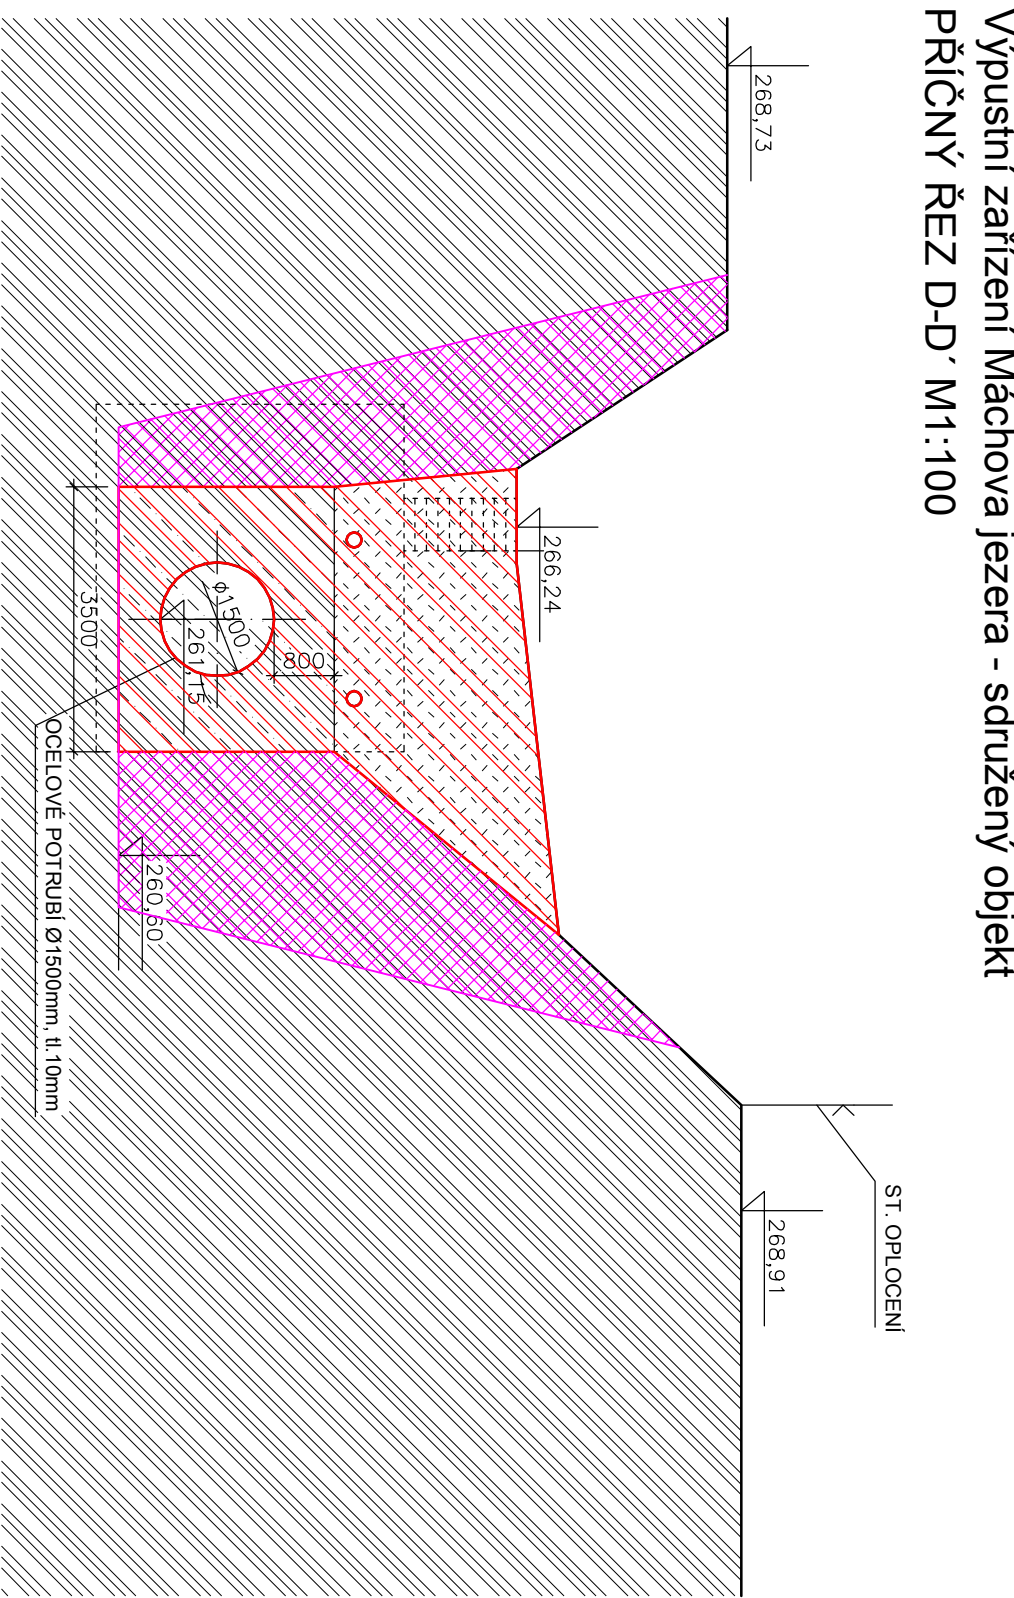 Výpustní zařízení Máchova jezera - sdružený objekt
PŘÍČNÝ ŘEZ D-D´ M1:100
268,73
266,24
ST. OPLOCENÍ
268,91
ϕ1500
261,15
800
3500
260,60
OCELOVÉ POTRUBÍ Ø1500mm, tl.10mm